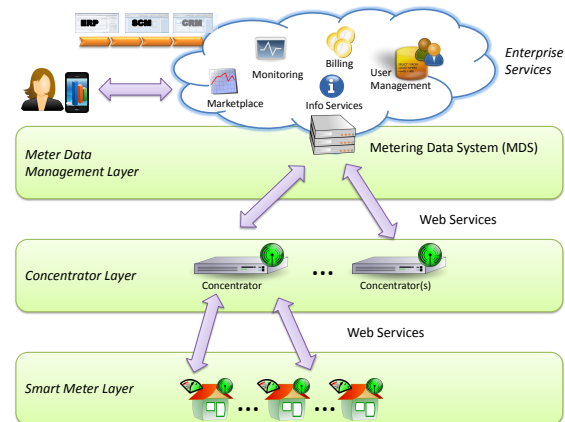 ERP SCM CRM
Enterprise
Services
Billing
Monitoring
User
Management
Marketplace
Info Services
Metering Data System (MDS)
Meter Data
Management Layer
Web Services
Concentrator Layer
Concentrator
...
Concentrator(s)
Web Services
Smart Meter Layer
... ...